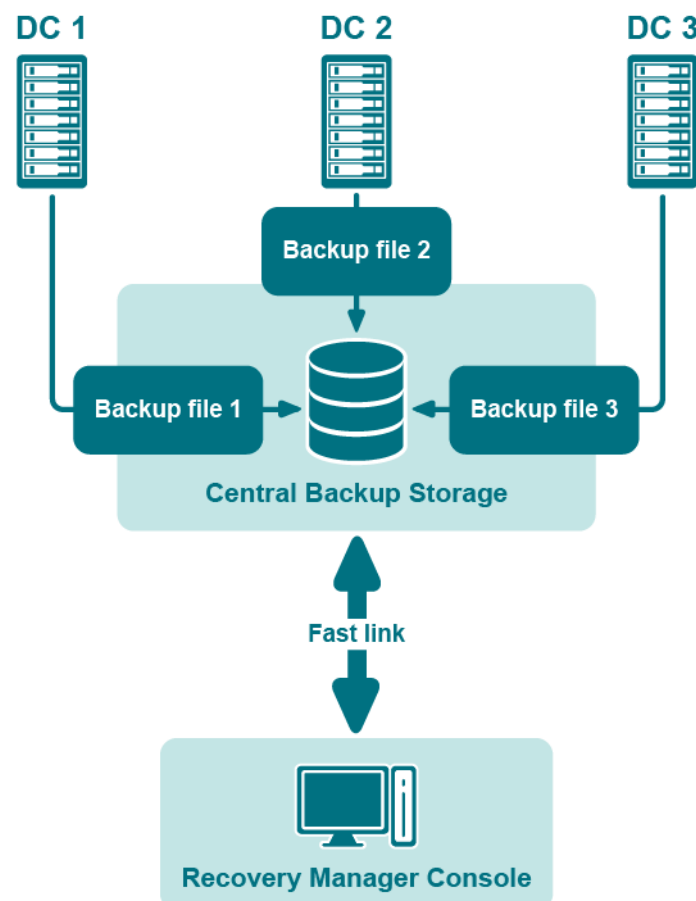 DC 1
DC 2
DC 3
Backup file 2
Backup file 1
Backup file 3
Central Backup Storage
Fast link
Recovery Manager Console